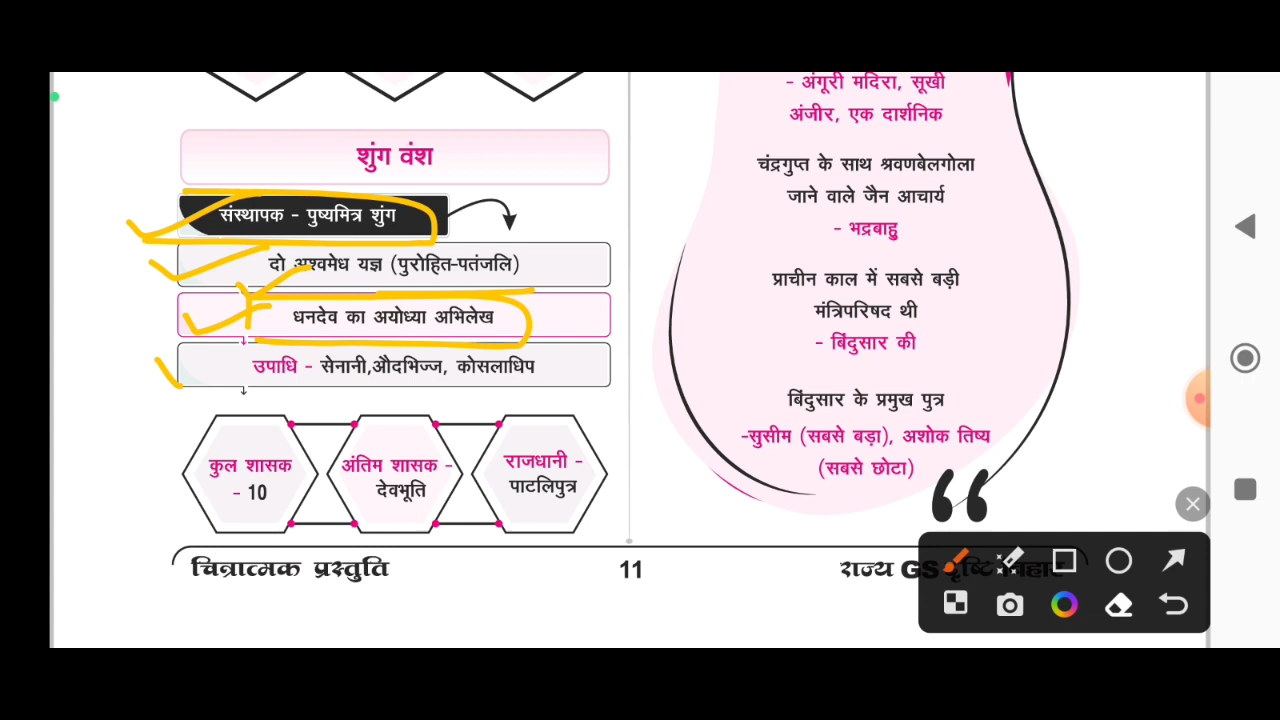 शुंग वंश
संस्थापक - पुष्यमित्र शुंग
दो अश्वमेध यज्ञ (पुरोहित-पतंजलि)
धनदेव का अयोध्या अभिलेख
उपाधि - सेनानी,औदभिज्ज, कोसलाधिप
कुल शासक
- 10
अंतिम शासक -
देवभूति
राजधानी -
पाटलिपुत्र
- अंगूरी मदिरा, सूखी
अंजीर, एक दार्शनिक
चंद्रगुप्त के साथ श्रवणबेलगोला
जाने वाले जैन आचार्य
- भद्रबाहु
प्राचीन काल में सबसे बड़ी
मंत्रिपरिषद थी
- बिंदुसार की
बिंदुसार के प्रमुख पुत्र
-सुसीम (सबसे बड़ा), अशोक तिष्य
(सबसे छोटा)
चित्रात्मक प्रस्तुति
11
राज्य GS